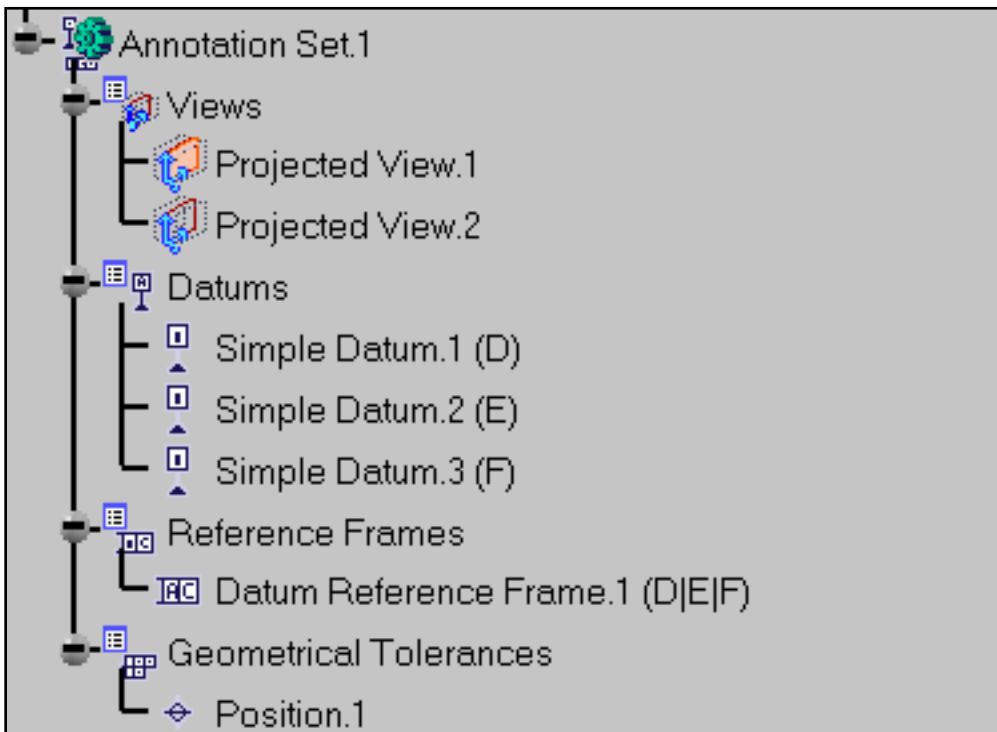 Annotation Set.1
Views
Projected View.1
Projected View.2
Datums
Simple Datum.1 (D)
Simple Datum.2 (E)
Simple Datum.3 (F)
Reference Frames
Datum Reference Frame.1 (D|E|F)
Geometrical Tolerances
Position.1